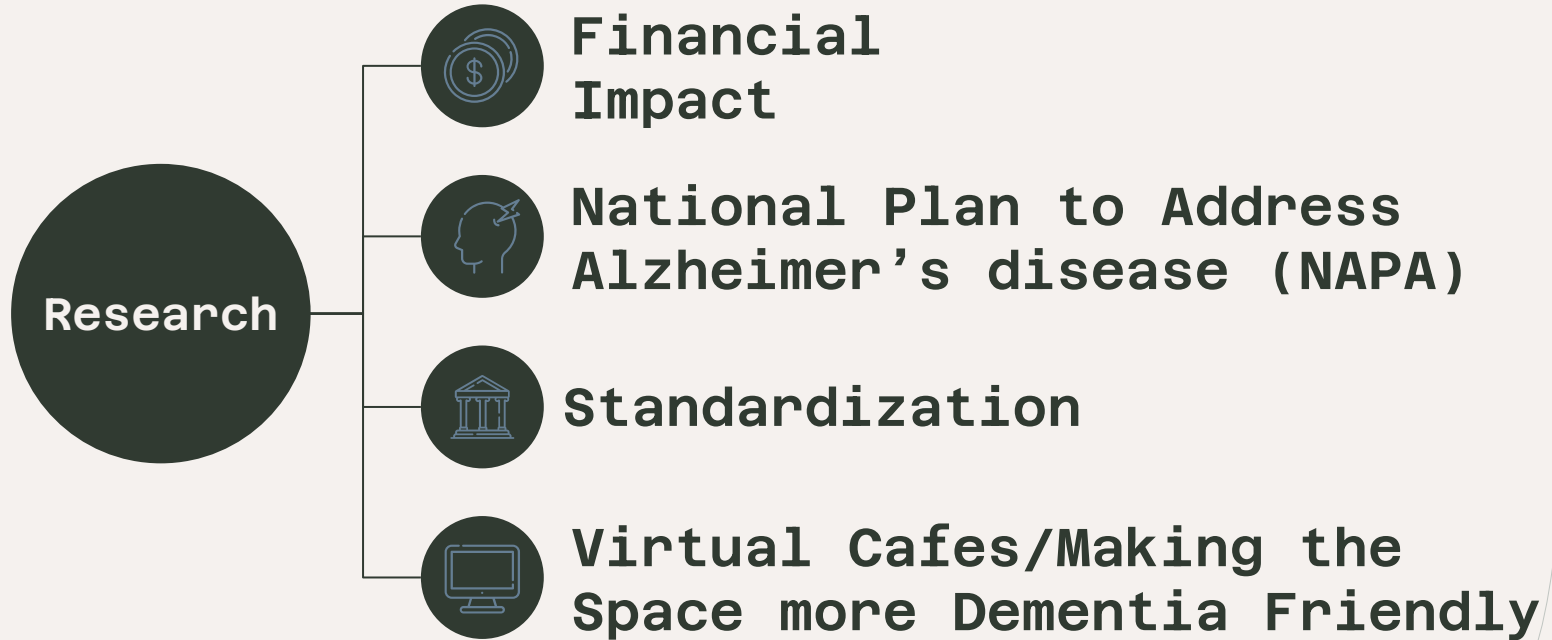 Research
Financial
Impact
National Plan to Address
Alzheimer’s disease (NAPA)
Standardization
Virtual Cafes/Making the
Space more Dementia Friendly
$